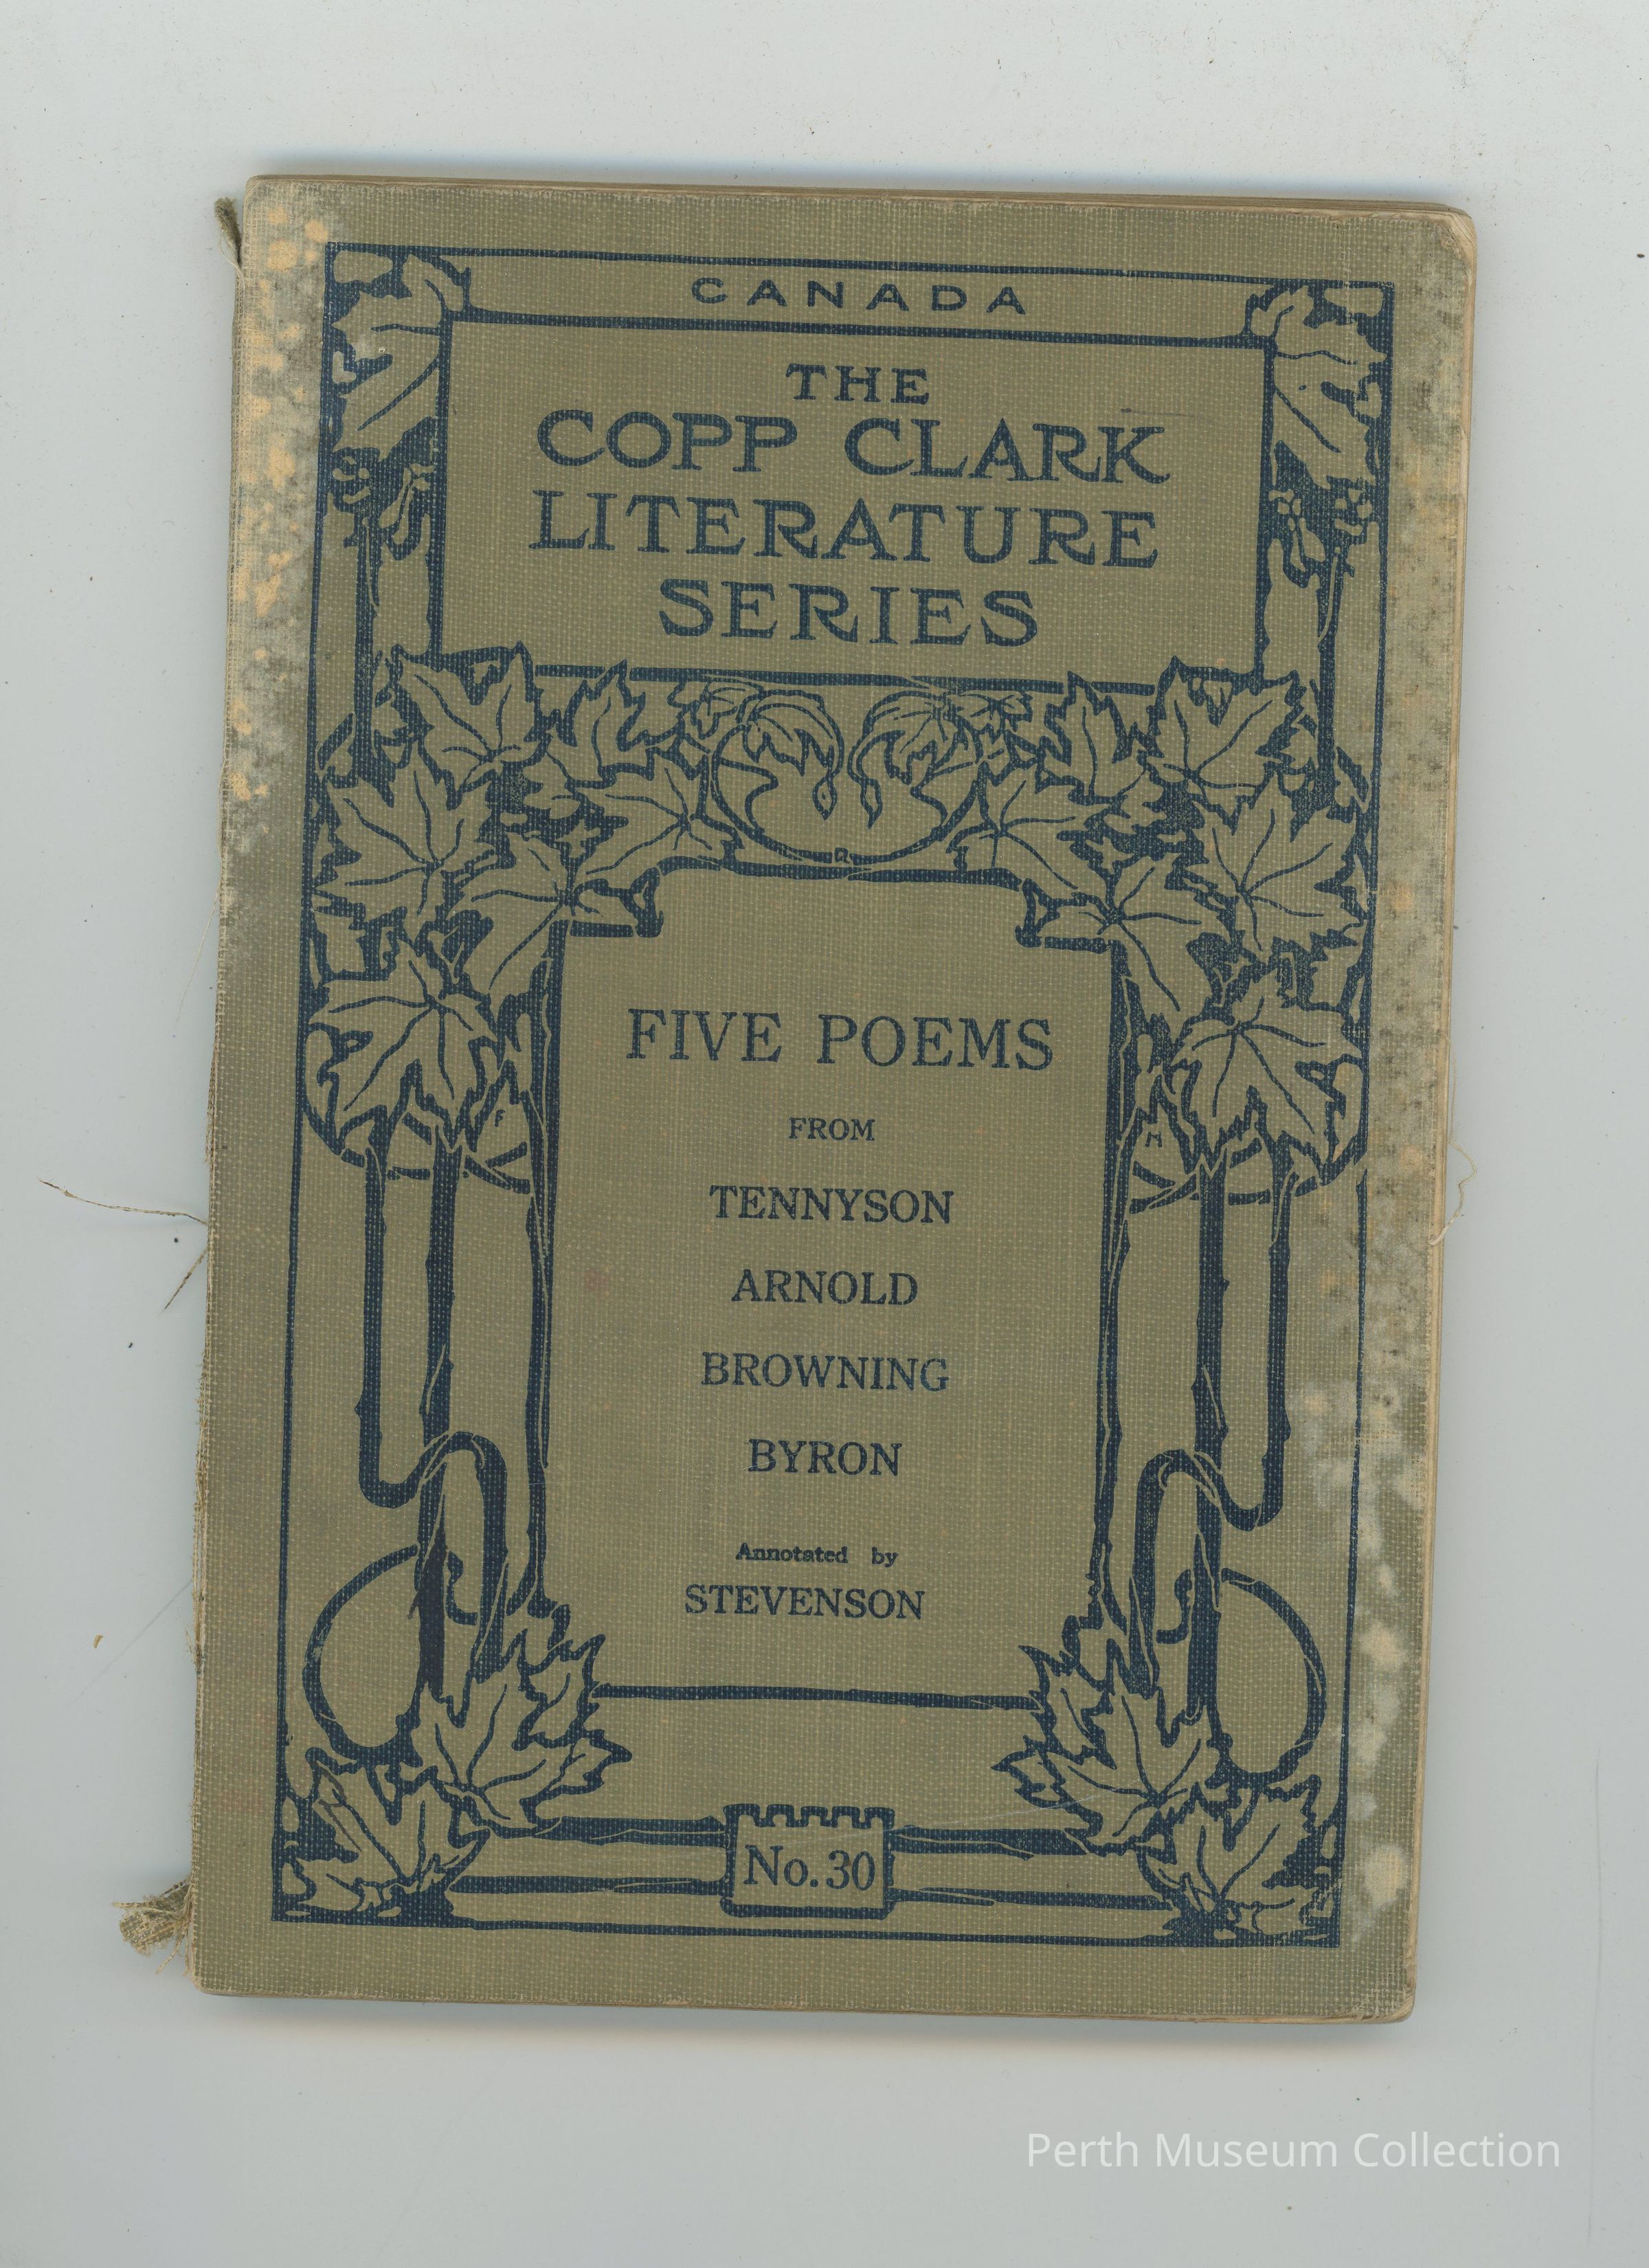 CANADA
THE
COPP CLARK
LITERATURE
SERIES
R
FIVE POEMS
FROM
F
H
TENNYSON
ARNOLD
BROWNING
BYRON
Annotated by
STEVENSON
No. 30
Perth Museum Collection